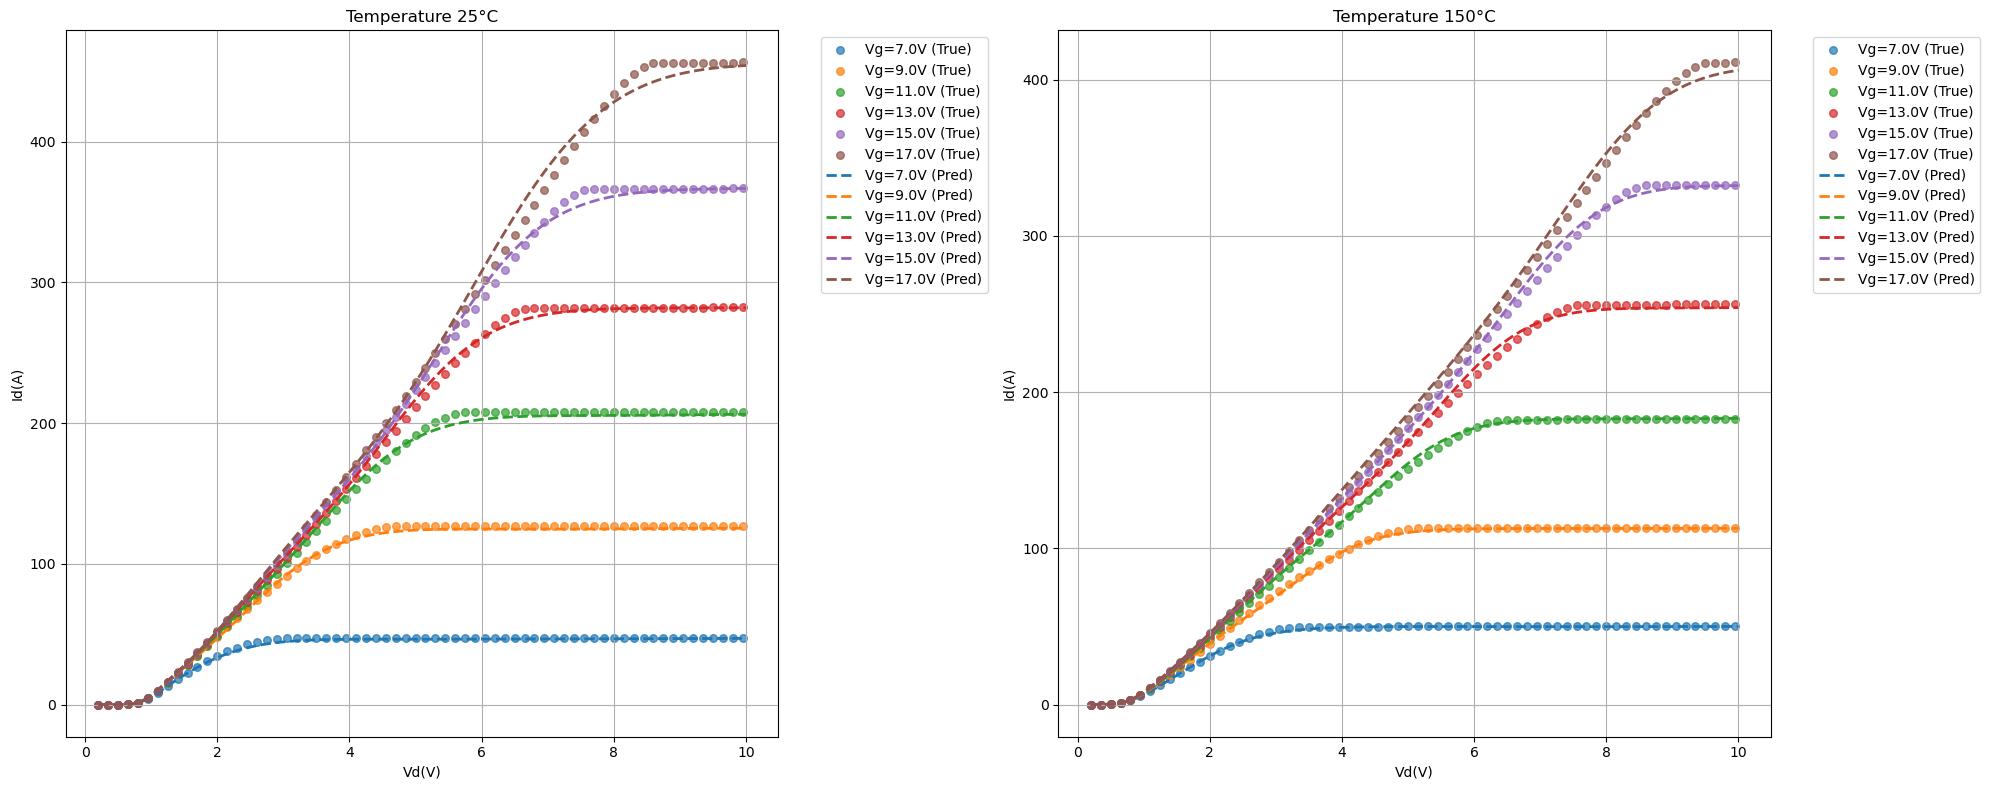 Temperature 25°C
400
300
200
100
0
Id(A)
0
2
4
6
8
10
Vd(V)
Vg=7.0V (True)
Vg=9.0V (True)
Vg=11.0V (True)
Vg=13.0V (True)
Vg=15.0V (True)
Vg=17.0V (True)
Vg=7.0V (Pred)
Vg=9.0V (Pred)
Vg=11.0V (Pred)
Vg=13.0V (Pred)
Vg=15.0V (Pred)
Vg=17.0V (Pred)
Temperature 150°C
400
300
200
100
0
Id(A)
0
2
4
6
8
10
Vd(V)
Vg=7.0V (True)
Vg=9.0V (True)
Vg=11.0V (True)
Vg=13.0V (True)
Vg=15.0V (True)
Vg=17.0V (True)
Vg=7.0V (Pred)
Vg=9.0V (Pred)
Vg=11.0V (Pred)
Vg=13.0V (Pred)
Vg=15.0V (Pred)
Vg=17.0V (Pred)